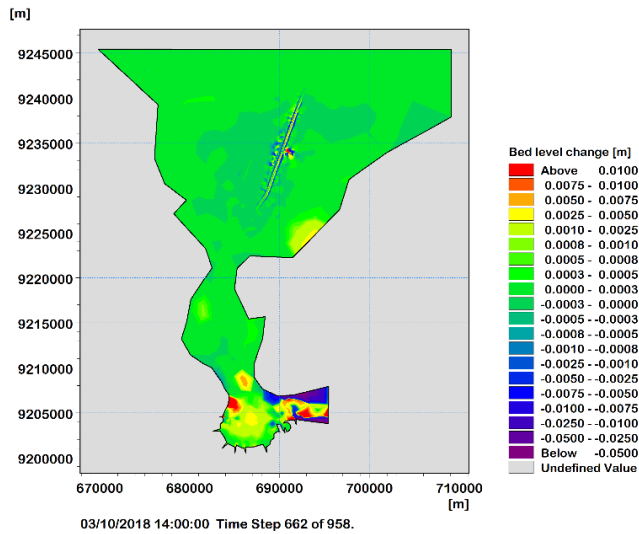 [m]
9245000
9240000
9235000
9230000
9225000
9220000
9215000
9210000
9205000
9200000
670000 680000 690000 700000 710000
[m]
03/10/2018 14:00:00 Time Step 662 of 958.
Bed level change [m]
Above 0.0100
0.0075 - 0.0100
0.0050 - 0.0075
0.0025 - 0.0050
0.0010 - 0.0025
0.0008 - 0.0010
0.0005 - 0.0008
0.0003 - 0.0005
0.0000 - 0.0003
-0.0003 - 0.0000
-0.0005 - -0.0003
-0.0008 - -0.0005
-0.0010 - -0.0008
-0.0025 - -0.0010
-0.0050 - -0.0025
-0.0075 - -0.0050
-0.0100 - -0.0075
-0.0250 - -0.0100
-0.0500 - -0.0250
Below -0.0500
Undefined Value